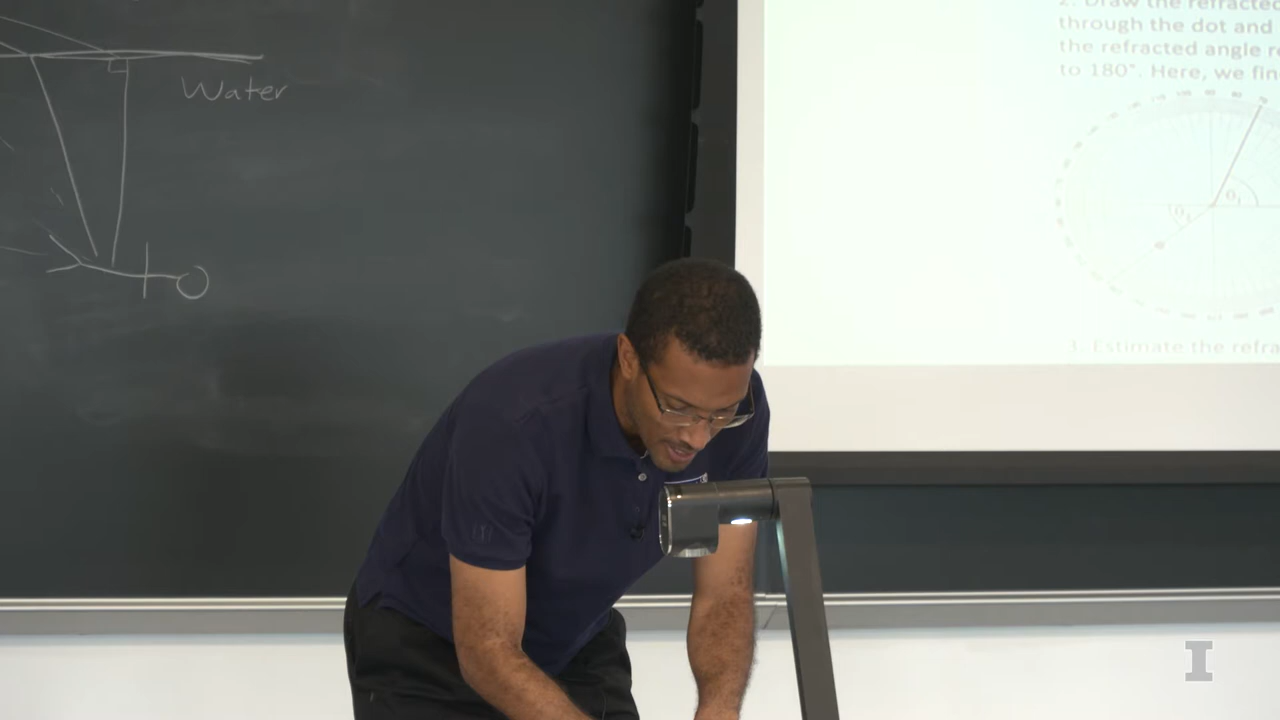 Water
2. Draw the refracted
through the dot and
the refracted angle re
to 180°. Here, we fin
θ₁
3. Estimate the refra
I